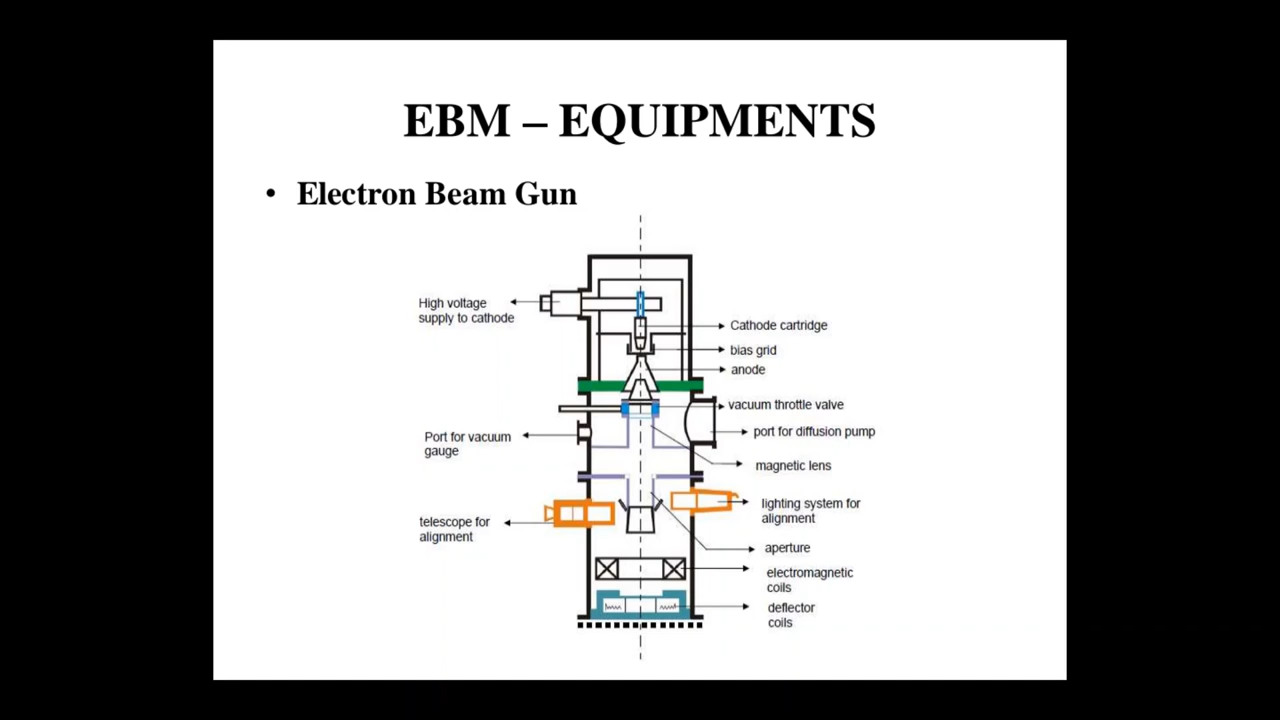 EBM – EQUIPMENTS
• Electron Beam Gun
High voltage
supply to cathode
Cathode cartridge
bias grid
anode
vacuum throttle valve
port for diffusion pump
Port for vacuum
gauge
magnetic lens
lighting system for
alignment
telescope for
alignment
aperture
electromagnetic
coils
deflector
coils